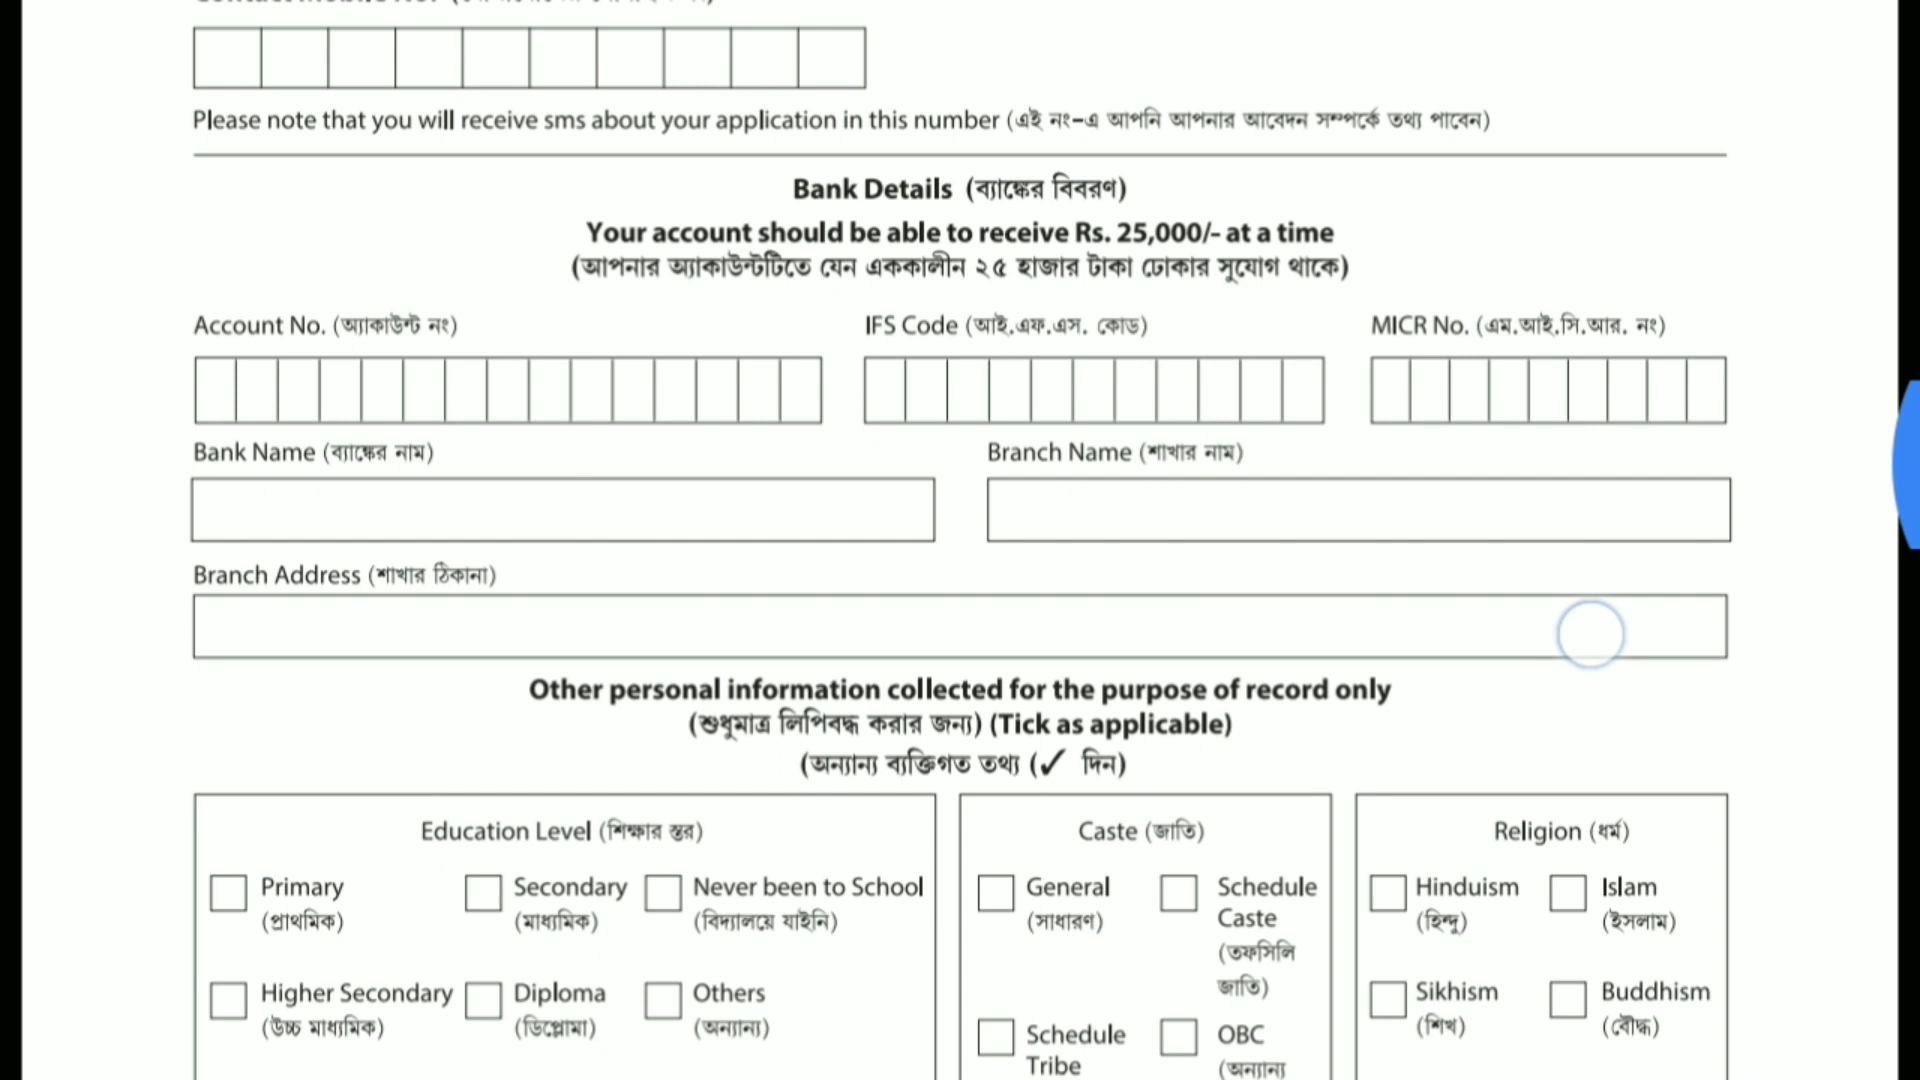 Please note that you will receive sms about your application in this number (এই নং-এ আপনি আপনার আবেদন সম্পর্কে তথ্য পাবেন)
Bank Details (ব্যাঙ্কের বিবরণ)
Your account should be able to receive Rs. 25,000/- at a time
(আপনার অ্যাকাউন্টটিতে যেন এককালীন ২৫ হাজার টাকা ঢোকার সুযোগ থাকে)
Account No. (অ্যাকাউন্ট নং) IFS Code (আই.এফ.এস. কোড) MICR No. (এম.আই.সি.আর. নং)
Bank Name (ব্যাঙ্কের নাম) Branch Name (শাখার নাম)
Branch Address (শাখার ঠিকানা)
Other personal information collected for the purpose of record only
(শুধুমাত্র লিপিবদ্ধ করার জন্য) (Tick as applicable)
(অন্যান্য ব্যক্তিগত তথ্য (✓ দিন)
Education Level (শিক্ষার স্তর)
Primary
(প্রাথমিক)
Secondary
(মাধ্যমিক)
Never been to School
(বিদ্যালয়ে যাইনি)
Higher Secondary
(উচ্চ মাধ্যমিক)
Diploma
(ডিপ্লোমা)
Others
(অন্যান্য)
Caste (জাতি)
General
(সাধারণ)
Schedule
Caste
(তফসিলি
জাতি)
Schedule
Tribe
OBC
(অন্যান্য
Religion (ধর্ম)
Hinduism
(হিন্দু)
Islam
(ইসলাম)
Sikhism
(শিখ)
Buddhism
(বৌদ্ধ)